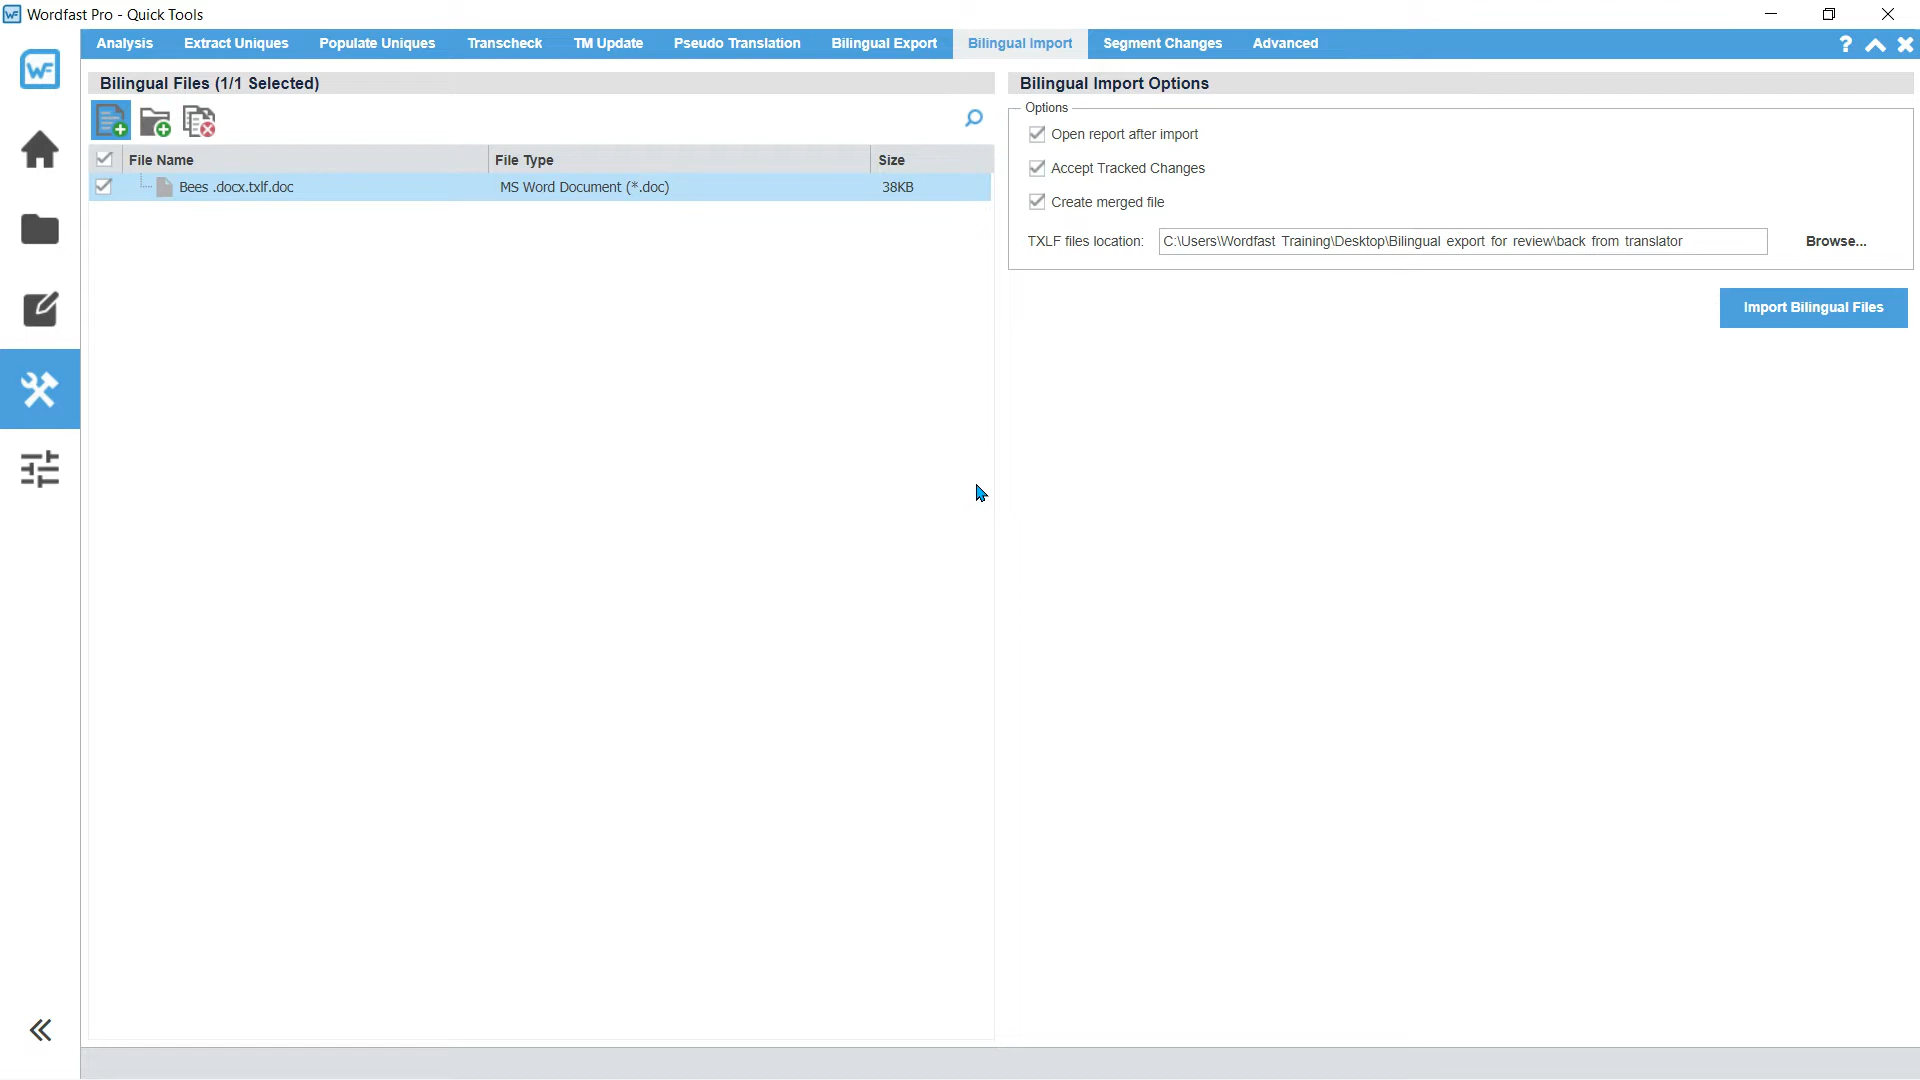 Wordfast Pro - Quick Tools
Analysis Extract Uniques Populate Uniques Transcheck TM Update Pseudo Translation Bilingual Export Bilingual Import Segment Changes Advanced
WF
Bilingual Files (1/1 Selected)
File Name File Type Size
Bees .docx.txlf.doc MS Word Document (*.doc) 38KB
Bilingual Import Options
Options
Open report after import
Accept Tracked Changes
Create merged file
TXLF files location: C:\Users\Wordfast Training\Desktop\Bilingual export for review\back from translator Browse...
Import Bilingual Files